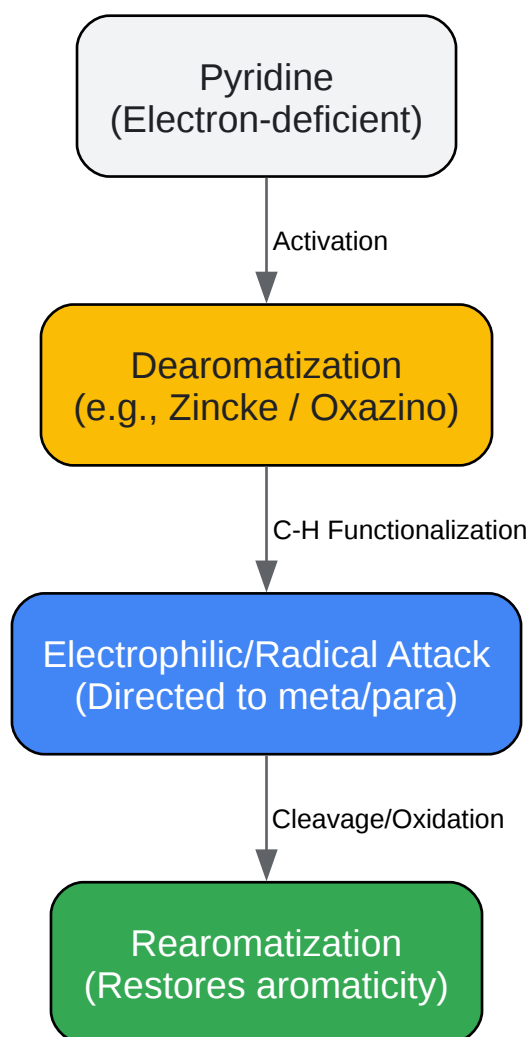 Pyridine
(Electron-deficient)
Activation
Dearomatization
(e.g., Zincke / Oxazino)
C-H Functionalization
Electrophilic/Radical Attack
(Directed to meta/para)
Cleavage/Oxidation
Rearomatization
(Restores aromaticity)